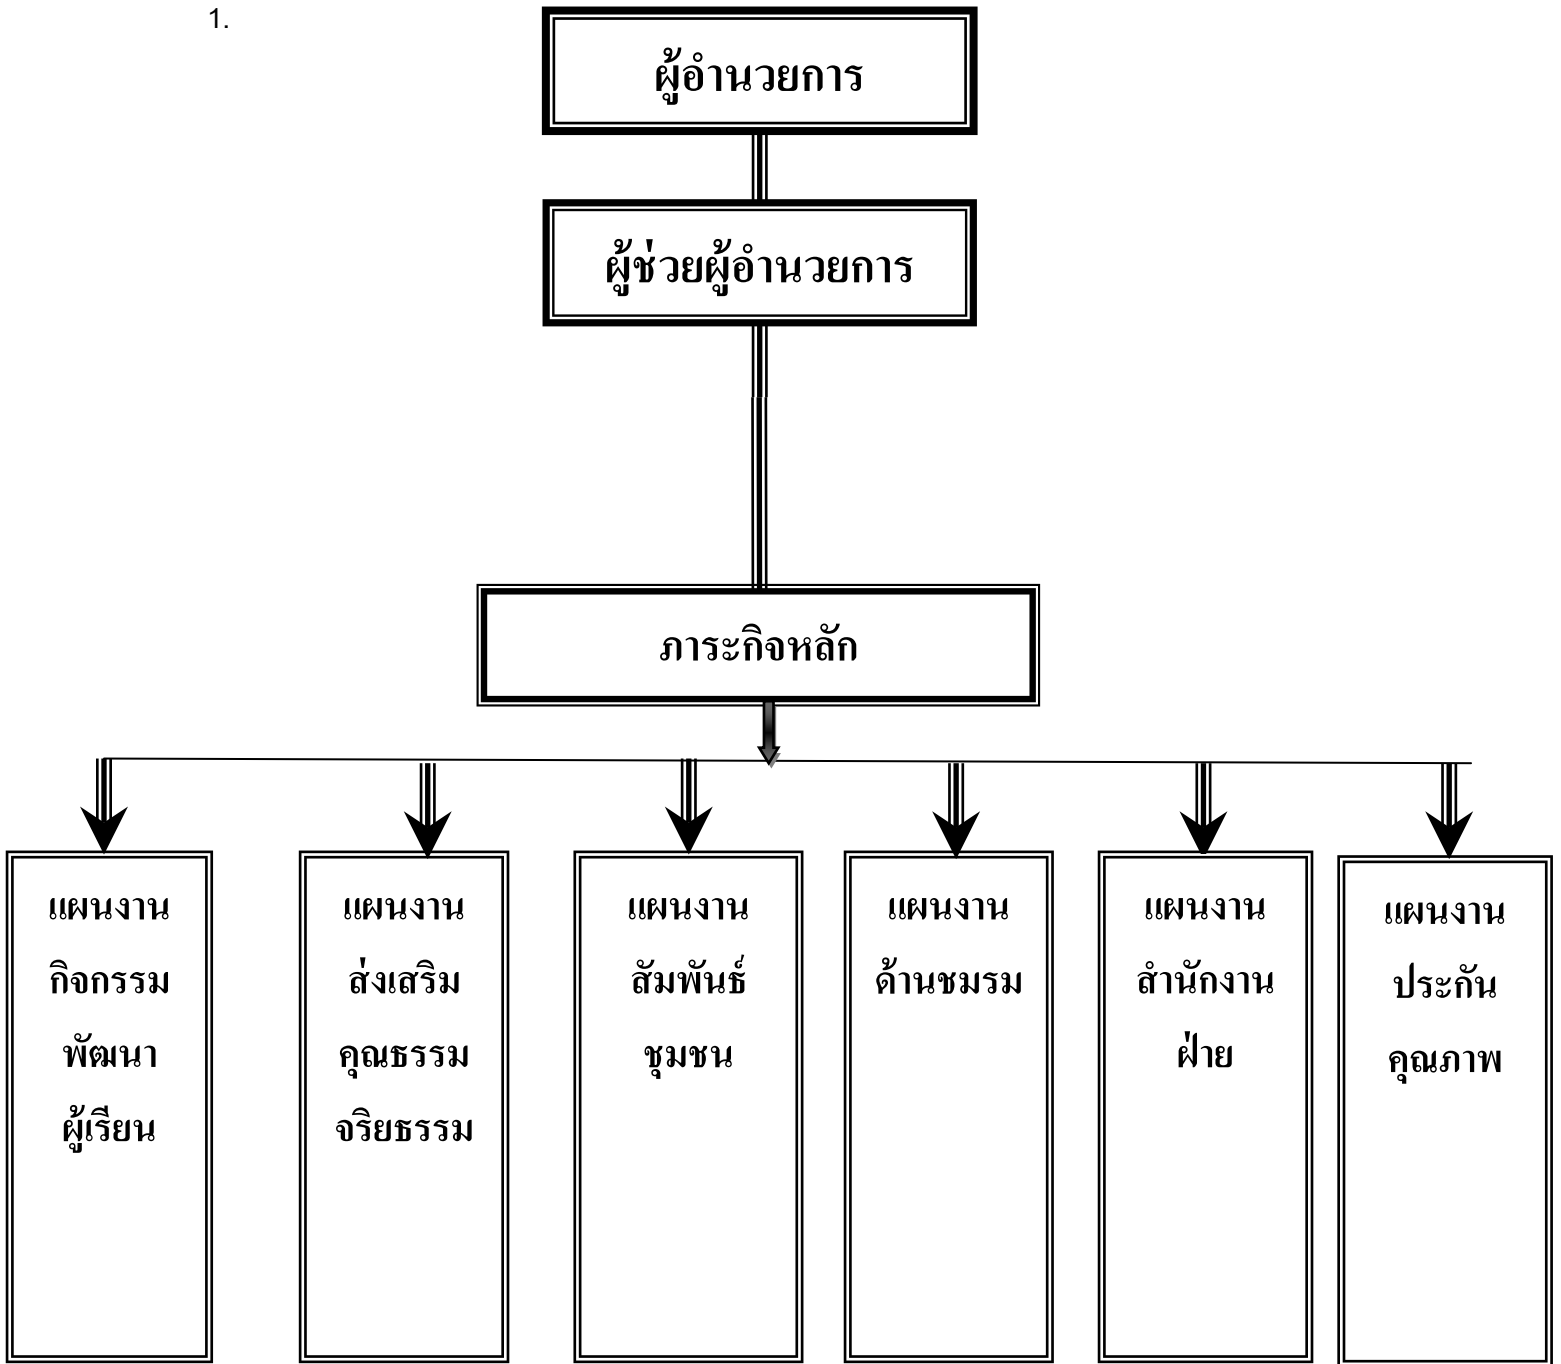 1.
ผู้อำนวยการ
ผู้ช่วยผู้อำนวยการ
ภาระกิจหลัก
แผนงาน
กิจกรรม
พัฒนา
ผู้เรียน
แผนงาน
ส่งเสริม
คุณธรรม
จริยธรรม
แผนงาน
สัมพันธ์
ชุมชน
แผนงาน
ด้านชมรม
แผนงาน
สำนักงาน
ฝ่าย
แผนงาน
ประกัน
คุณภาพ